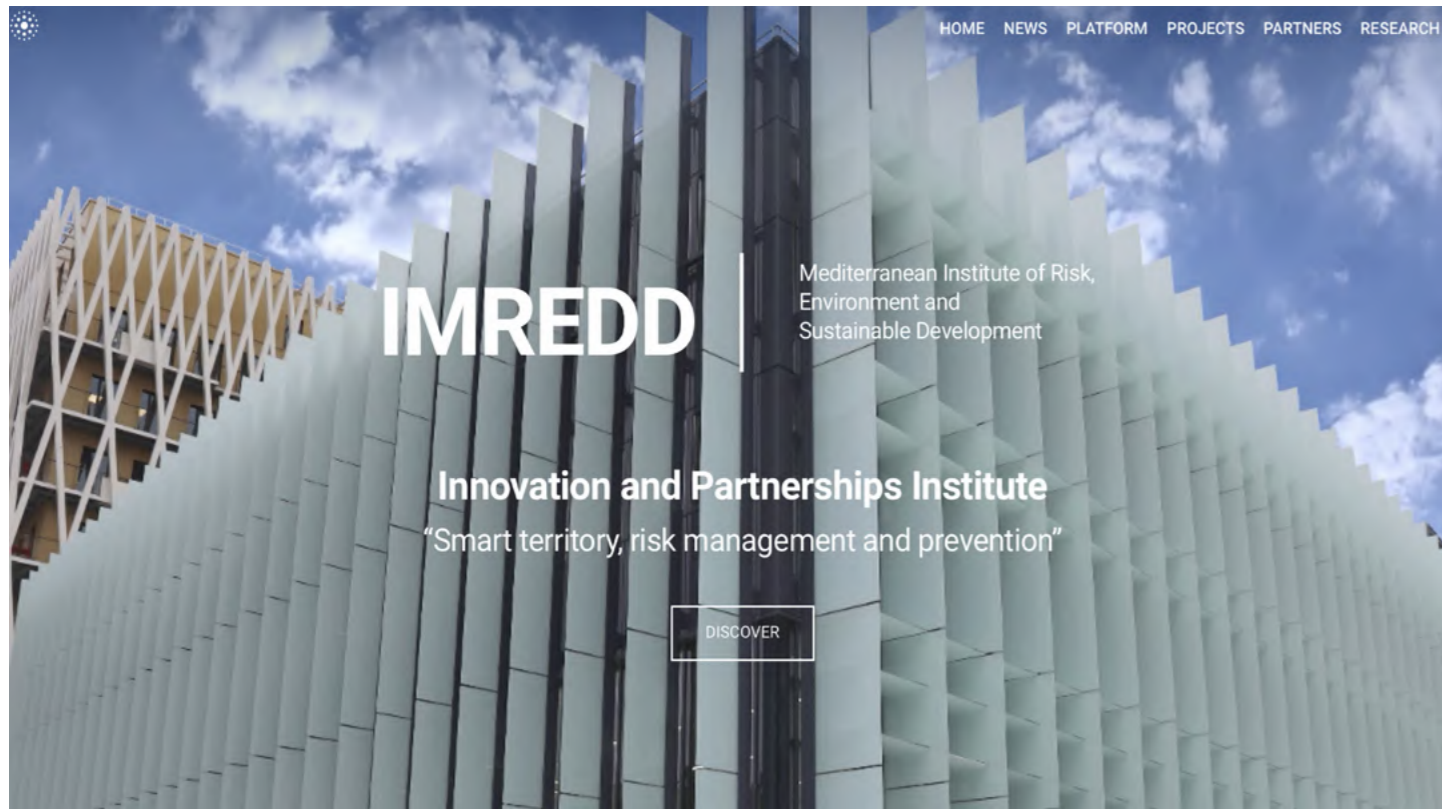 HOME NEWS PLATFORM PROJECTS PARTNERS RESEARCH
IMREDD
Mediterranean Institute of Risk,
Environment and
Sustainable Development
Innovation and Partnerships Institute
“Smart territory, risk management and prevention”
DISCOVER